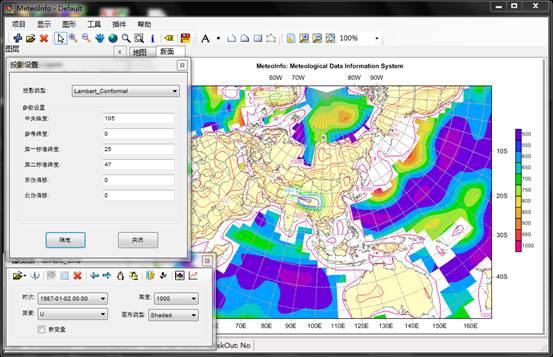 MeteoInfo - Default
项目 显示 图形 工具 插件 帮助
100%
图层
地图 版面
投影设置
投影类型: Lambert_Conformal
参数设置
中央经度: 105
参考纬度: 0
第一标准纬度: 25
第二标准纬度: 47
东伪偏移: 0
北伪偏移: 0
确定 关闭
MeteoInfo: Meteological Data Information System
60W 70W 80W 90W
10S
20S
30S
40S
70E 80E 90E 100E 110E 120E 130E 140E 150E 160E
500
550
600
650
700
750
800
850
900
950
1000
时次: 1987-01-02 00:00 高度: 1000
要素: U 图形类型: Shaded
新变量
skOut: No